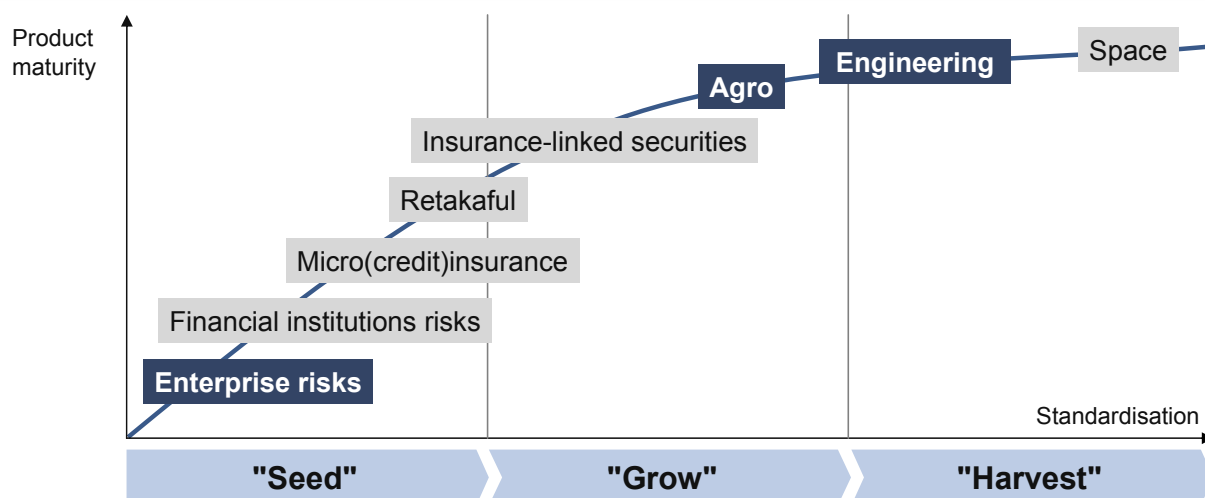 Product
maturity
Engineering
Space
Agro
Insurance-linked securities
Retakaful
Micro(credit)insurance
Financial institutions risks
Enterprise risks
Standardisation
"Seed"
"Grow"
"Harvest"